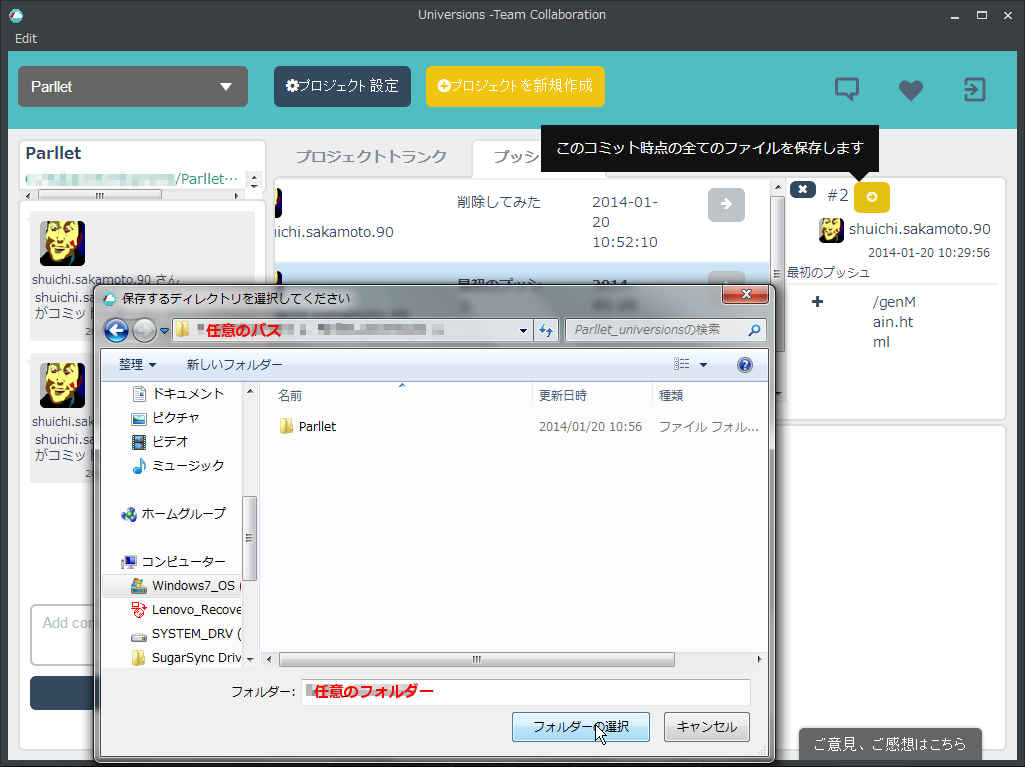 Universions -Team Collaboration
Edit
Parllet
プロジェクト 設定
プロジェクトを新規作成
このコミット時点の全てのファイルを保存します
Parllet
/Parllet…
プロジェクトトランク
プッシ
削除してみた
2014-01-
20
10:52:10
ichi.sakamoto.90
最初のプッシュ
2014-
#2
shuichi.sakamoto.90
2014-01-20 10:29:56
最初のプッシュ
/genM
ain.ht
ml
shuichi.sakamoto.90 さん
shuichi.s
がコミッ
shuichi.sak
shuichi.sa
がコミッ
Add co
保存するディレクトリを選択してください
任意のパス
Parllet_universionsの検索
整理
新しいフォルダー
ドキュメント
ピクチャ
ビデオ
ミュージック
ホームグループ
コンピューター
Windows7_OS (
Lenovo_Recove
SYSTEM_DRV (
SugarSync Driv
名前
更新日時
種類
Parllet
2014/01/20 10:56
ファイル フォル...
フォルダー:
任意のフォルダー
フォルダーの選択
キャンセル
ご意見、ご感想はこちら